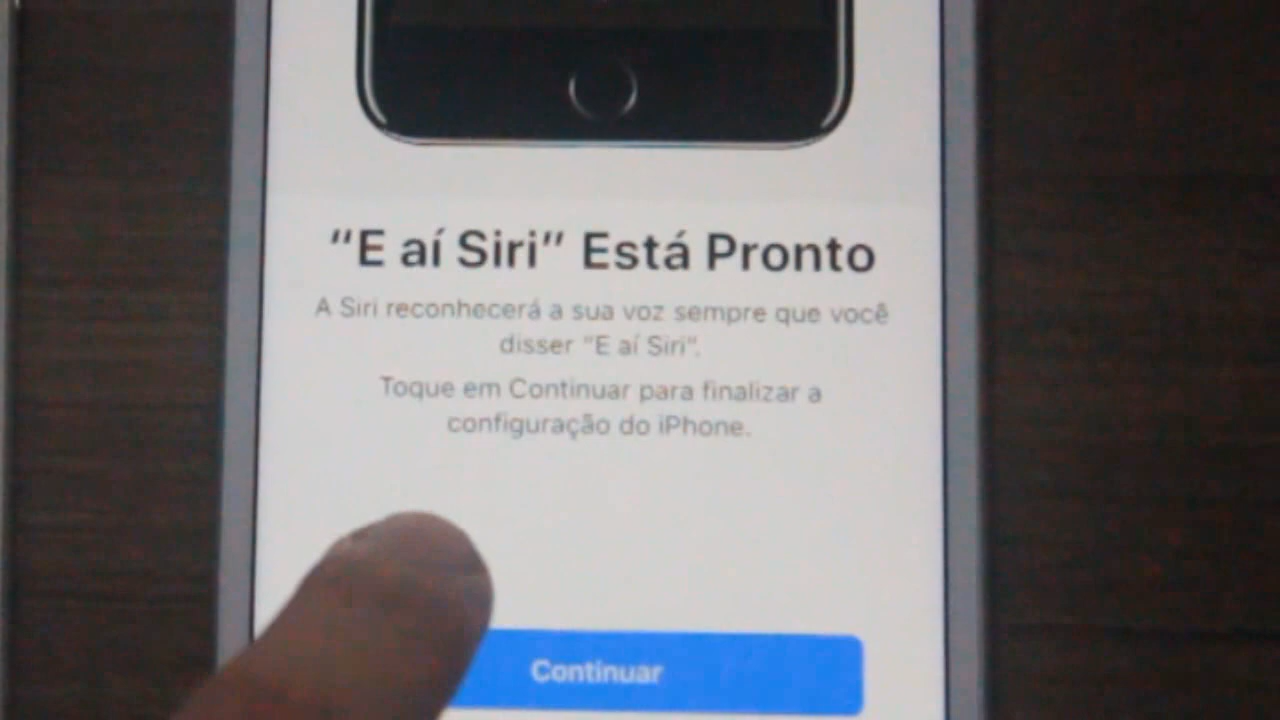 “E aí Siri” Está Pronto
A Siri reconhecerá a sua voz sempre que você
disser “E aí Siri”.
Toque em Continuar para finalizar a
configuração do iPhone.
Continuar